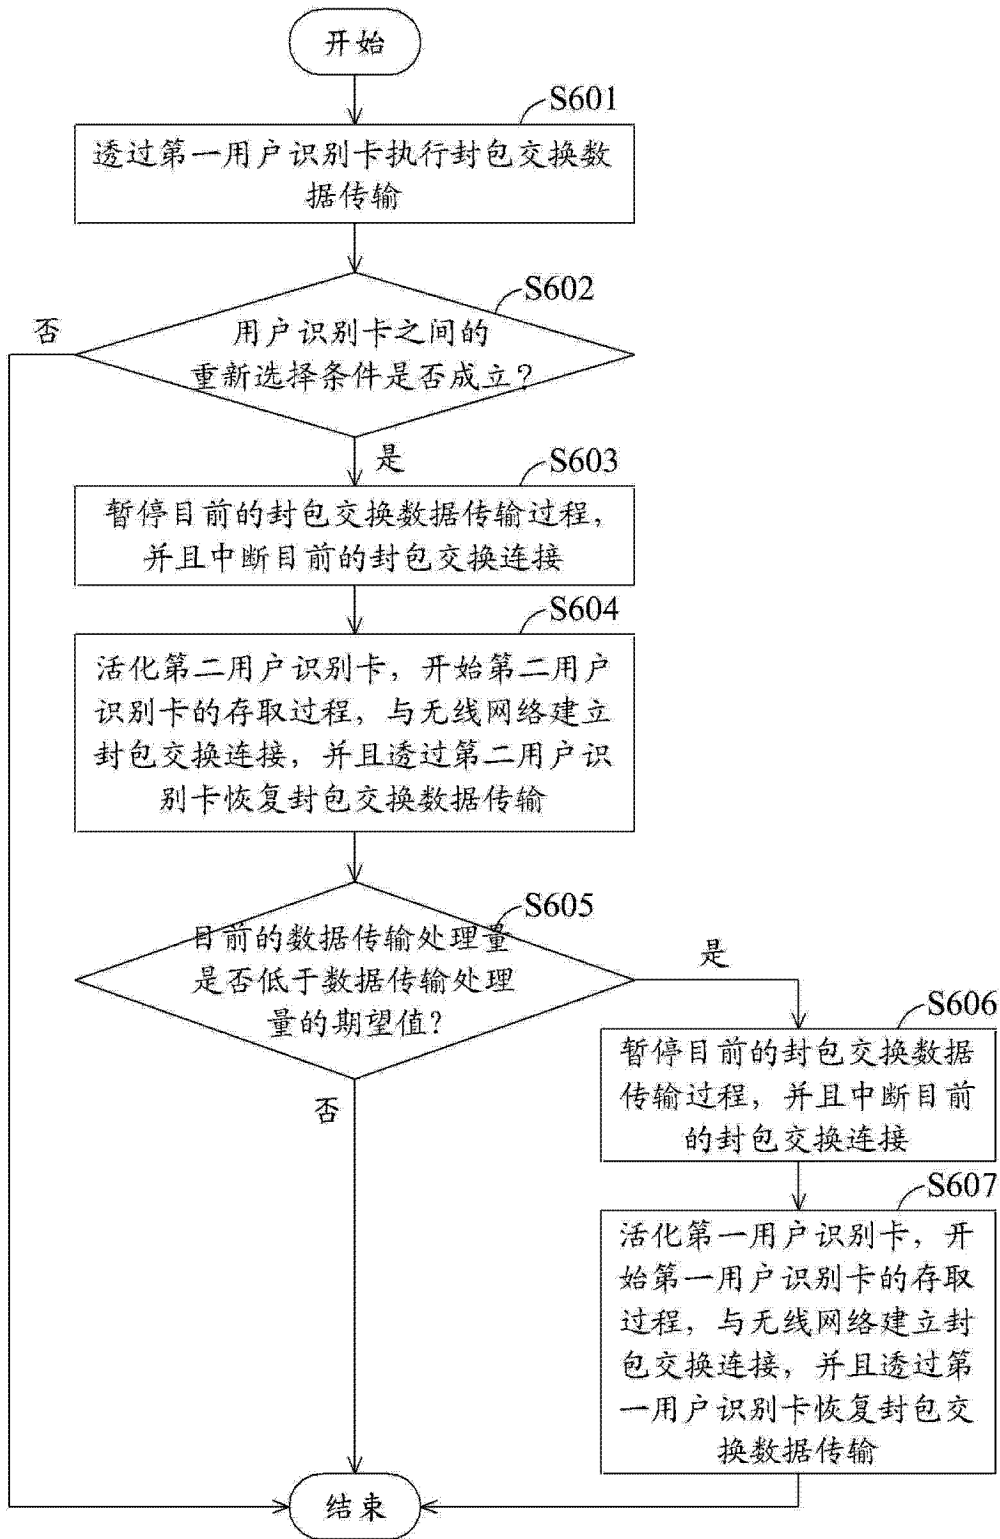 开始
S601
透过第一用户识别卡执行封包交换数
据传输
S602
否
用户识别卡之间的
重新选择条件是否成立？
是
S603
暂停目前的封包交换数据传输过程，
并且中断目前的封包交换连接
S604
活化第二用户识别卡，开始第二用户
识别卡的存取过程，与无线网络建立
封包交换连接，并且透过第二用户识
别卡恢复封包交换数据传输
S605
目前的数据传输处理量
是否低于数据传输处理
量的期望值？
是
否
S606
暂停目前的封包交换数据
传输过程，并且中断目前
的封包交换连接
S607
活化第一用户识别卡，开
始第一用户识别卡的存取
过程，与无线网络建立封
包交换连接，并且透过第
一用户识别卡恢复封包交
换数据传输
结束